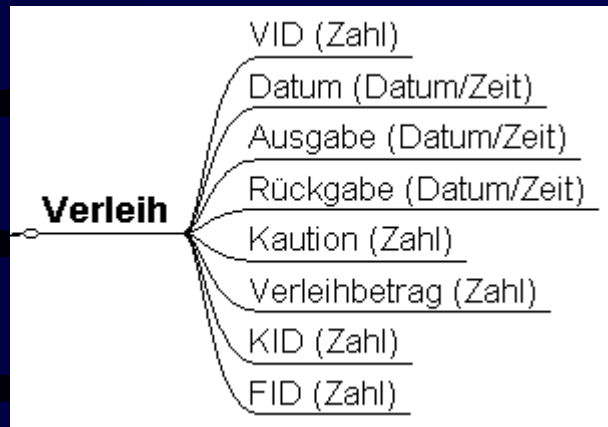 VID (Zahl)
Datum (Datum/Zeit)
Ausgabe (Datum/Zeit)
Rückgabe (Datum/Zeit)
Verleih
Kaution (Zahl)
Verleihbetrag (Zahl)
KID (Zahl)
FID (Zahl)